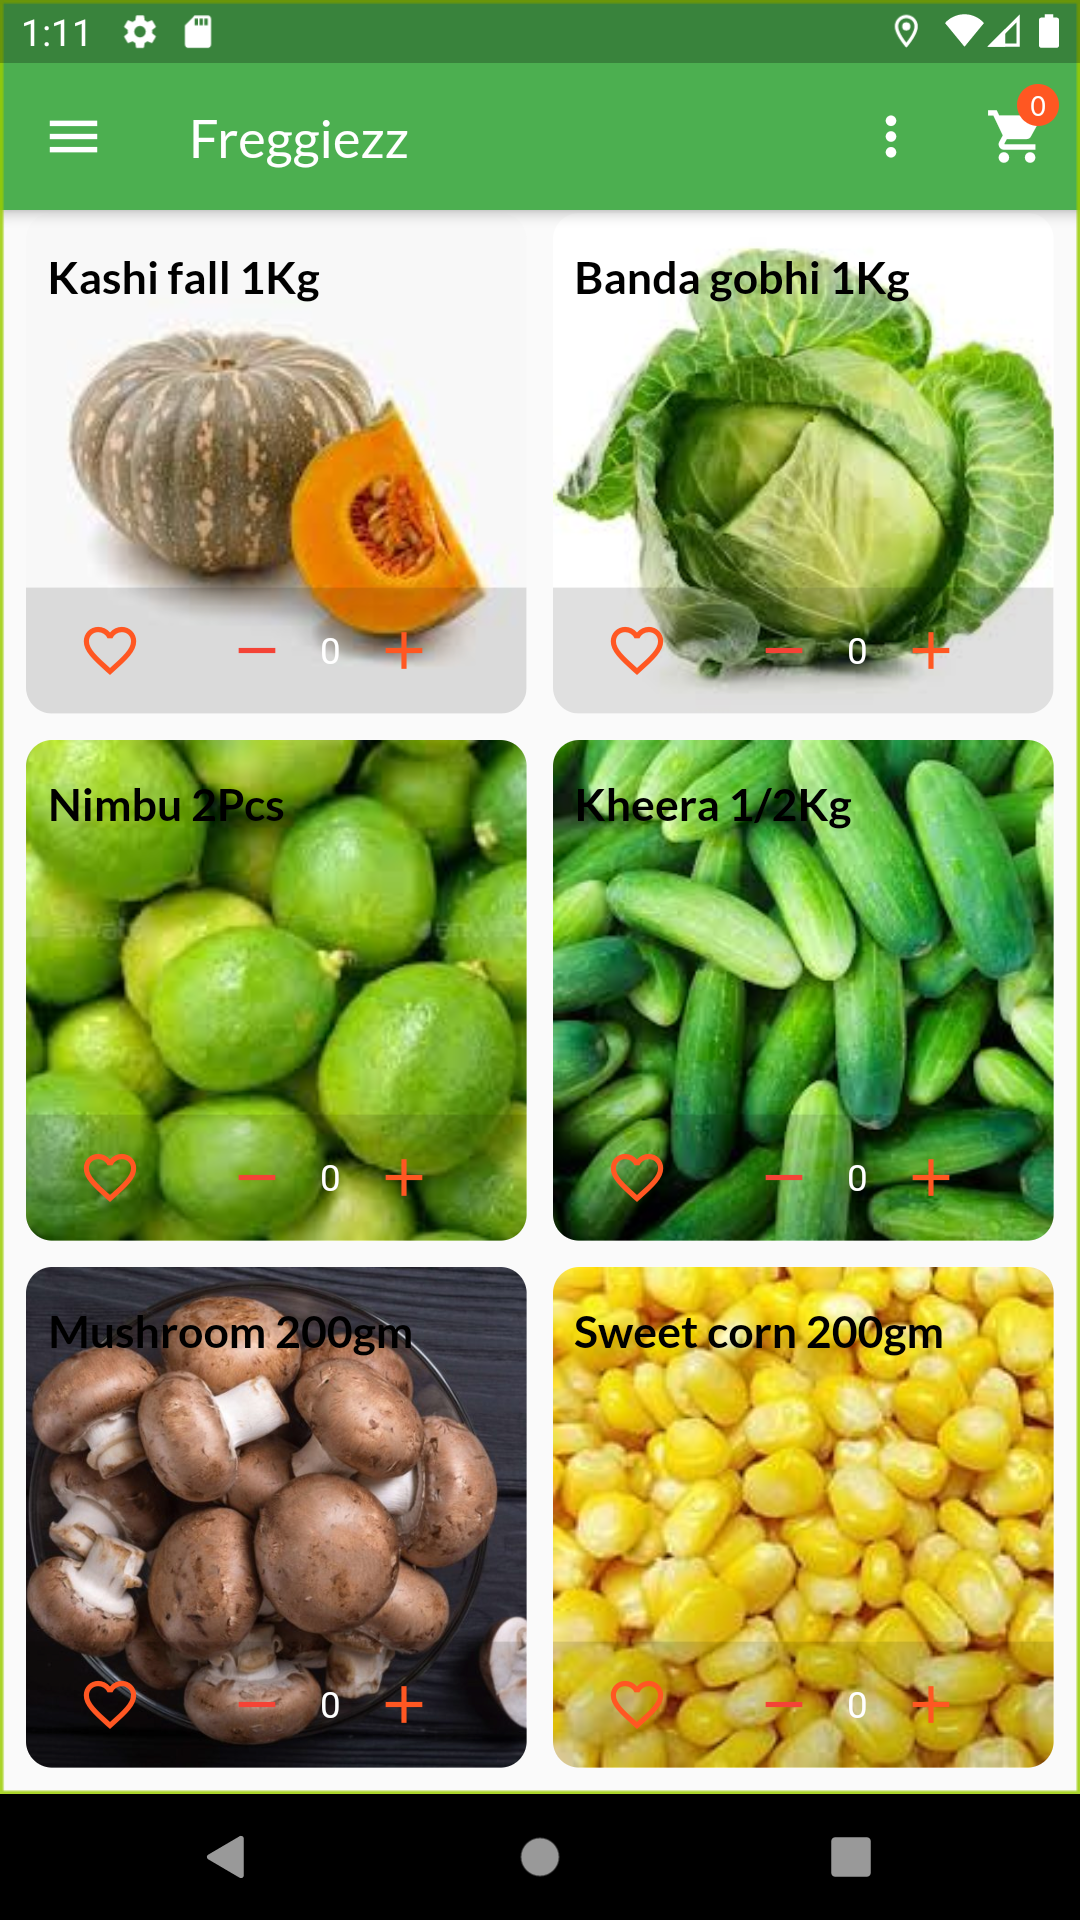 1:11
Freggiezz
0
Kashi fall 1Kg
Banda gobhi 1Kg
0
0
Nimbu 2Pcs
Kheera 1/2Kg
0
0
Mushroom 200gm
Sweet corn 200gm
0
0